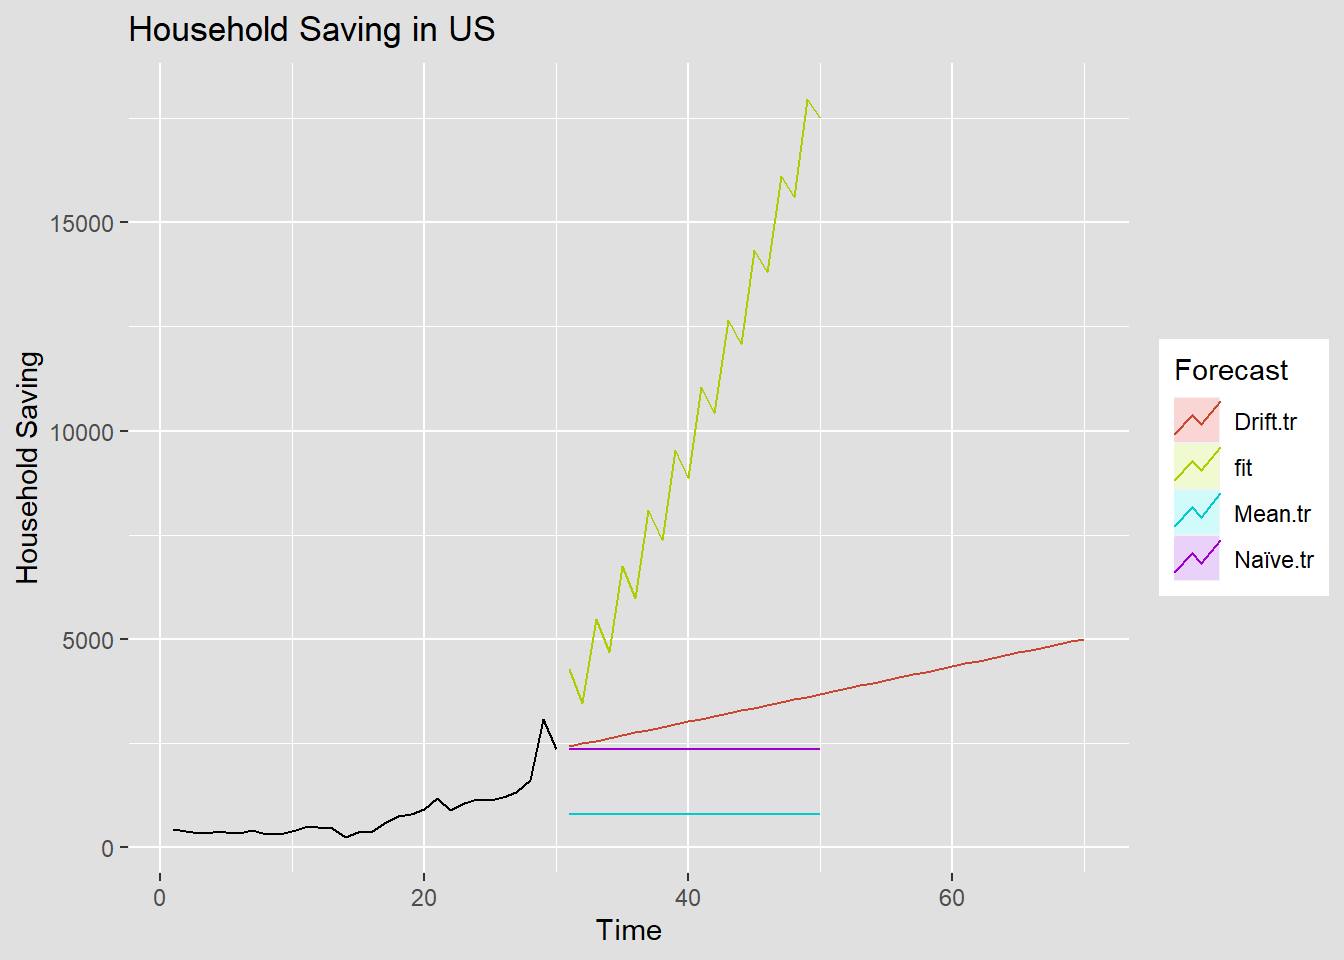 Household Saving in US
Household Saving
15000
10000
5000
0
0
20
40
60
Time
Forecast
Drift.tr
fit
Mean.tr
Naïve.tr